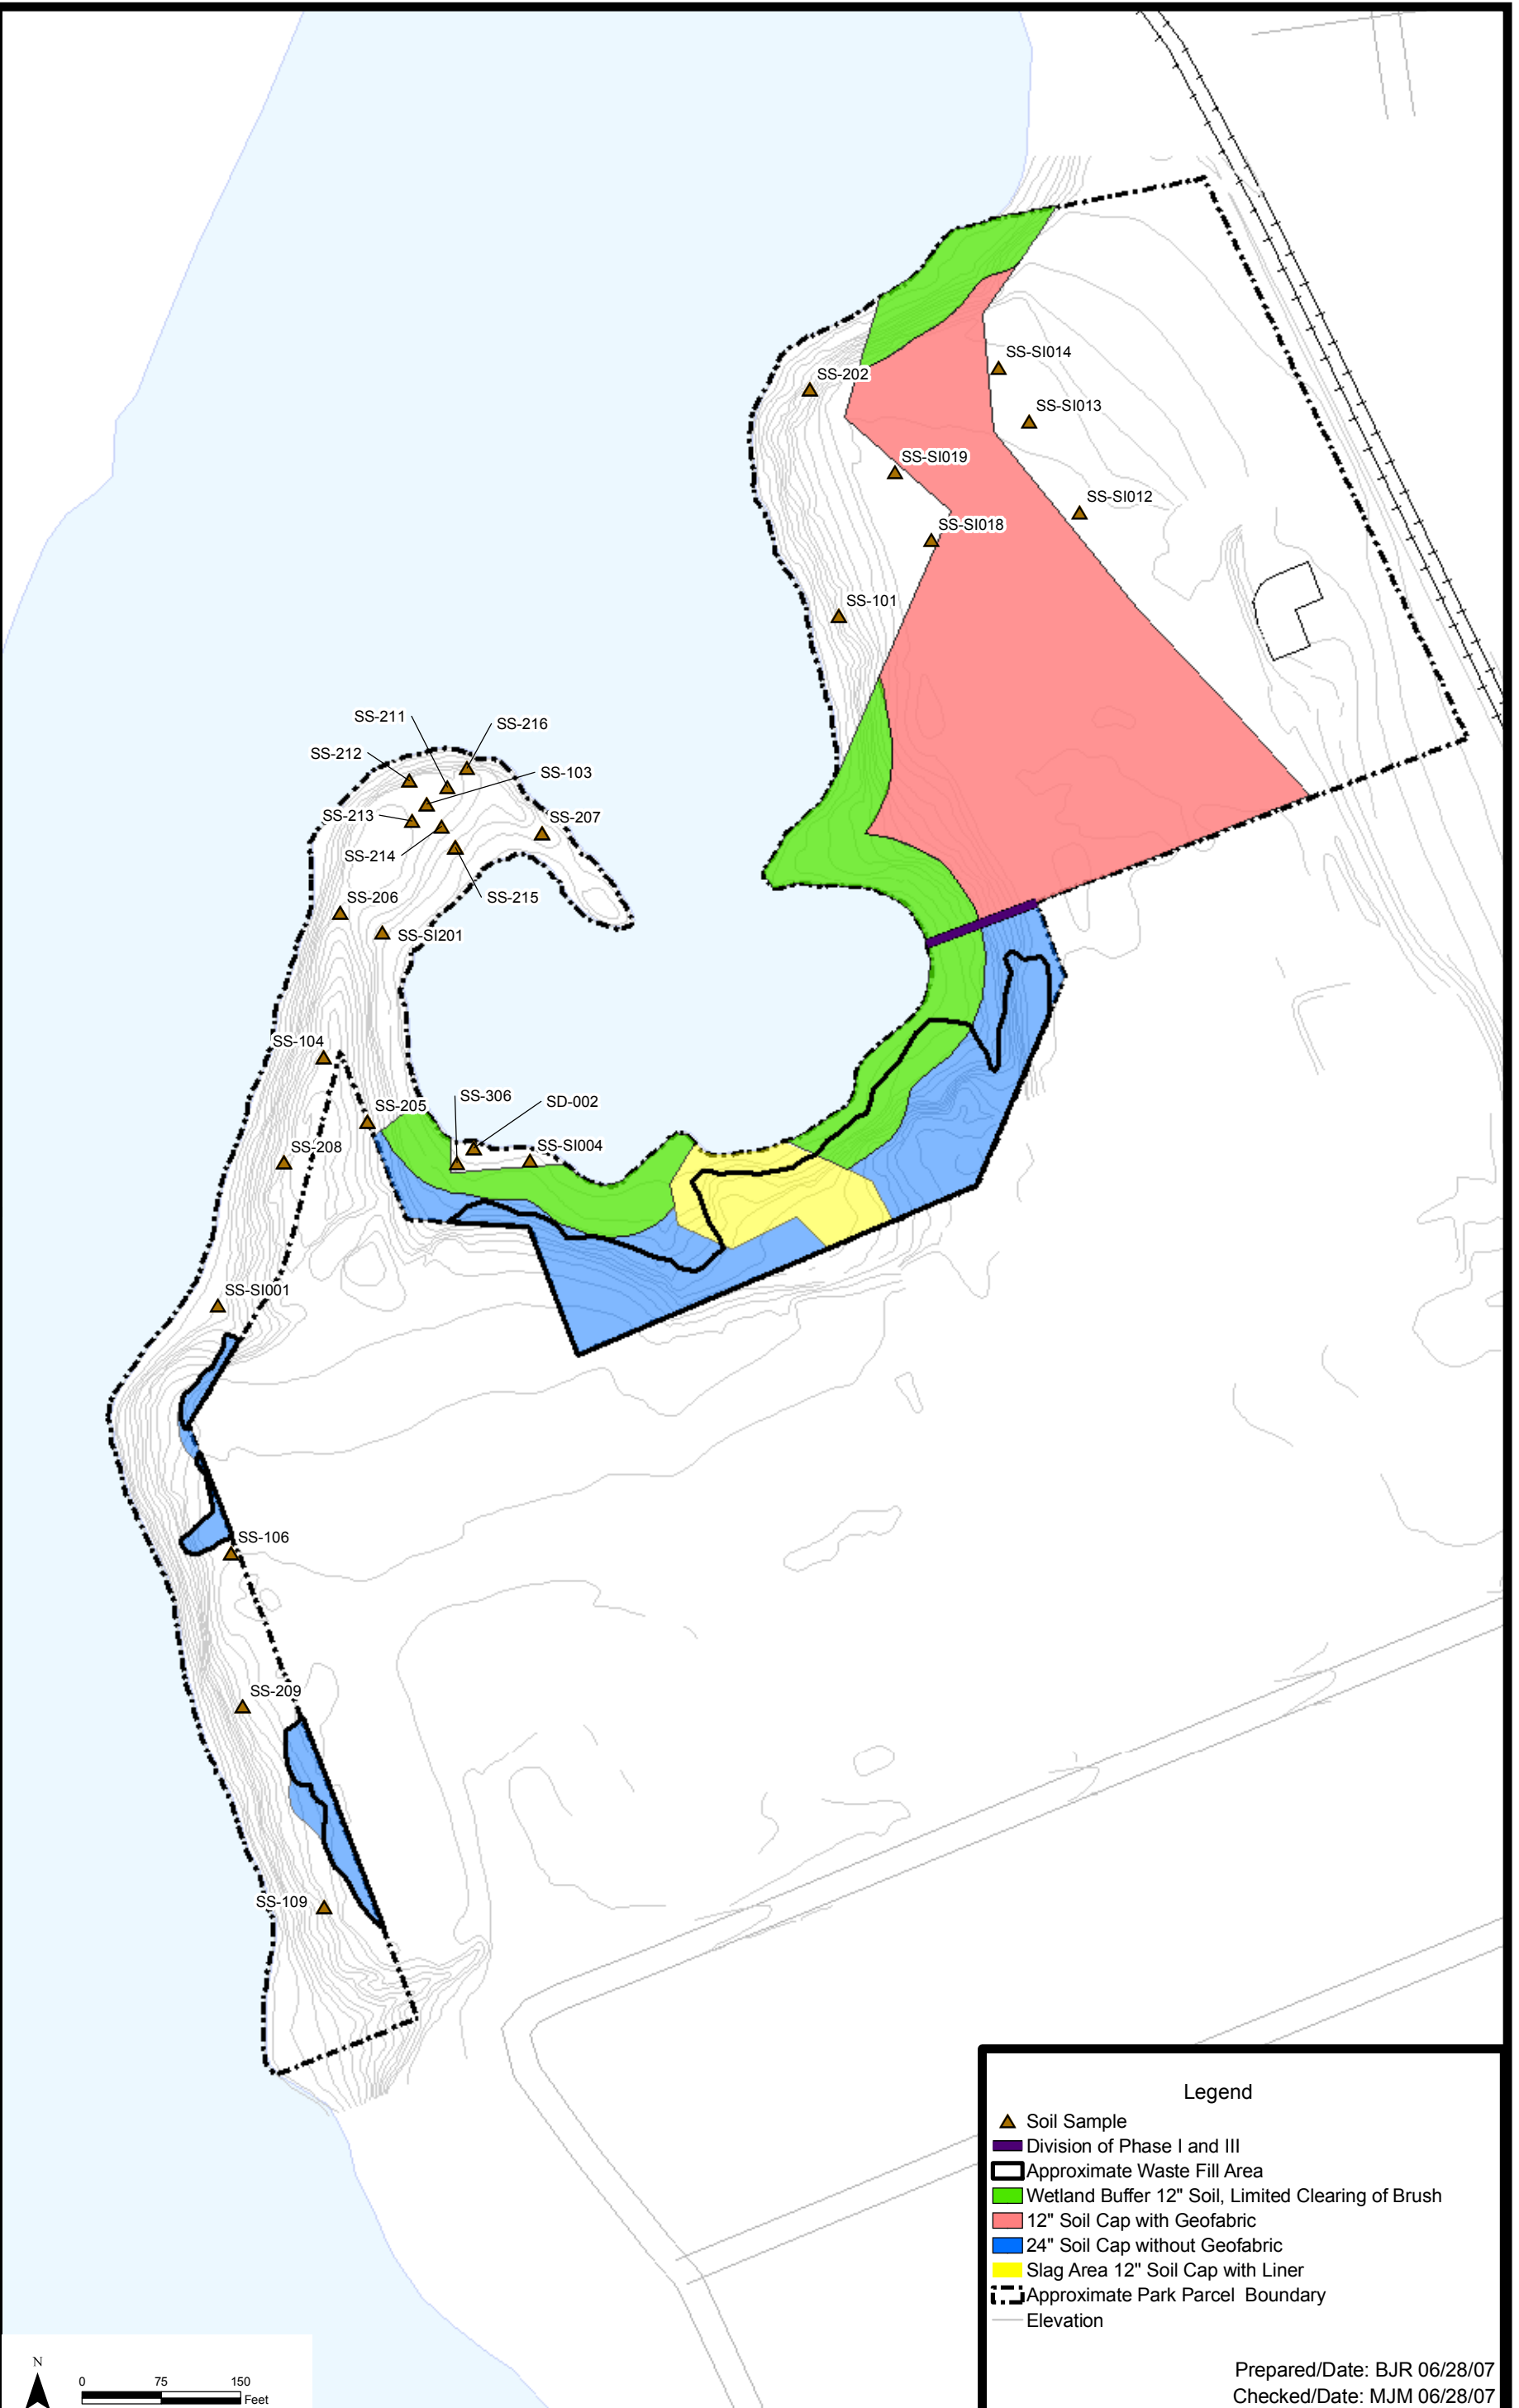 SS-SI014
SS-202
SS-SI013
SS-SI019
SS-SI012
SS-SI018
SS-101
SS-211
SS-216
SS-212
SS-103
SS-213
SS-207
SS-214
SS-215
SS-206
SS-SI201
SS-104
SS-306
SD-002
SS-205
SS-208
SS-SI004
SS-SI001
SS-106
SS-209
SS-109
Legend
Soil Sample
Division of Phase I and III
Approximate Waste Fill Area
Wetland Buffer 12" Soil, Limited Clearing of Brush
12" Soil Cap with Geofabric
24" Soil Cap without Geofabric
Slag Area 12" Soil Cap with Liner
Approximate Park Parcel Boundary
Elevation
Prepared/Date: BJR 06/28/07
Checked/Date: MJM 06/28/07
N
0 75 150
Feet